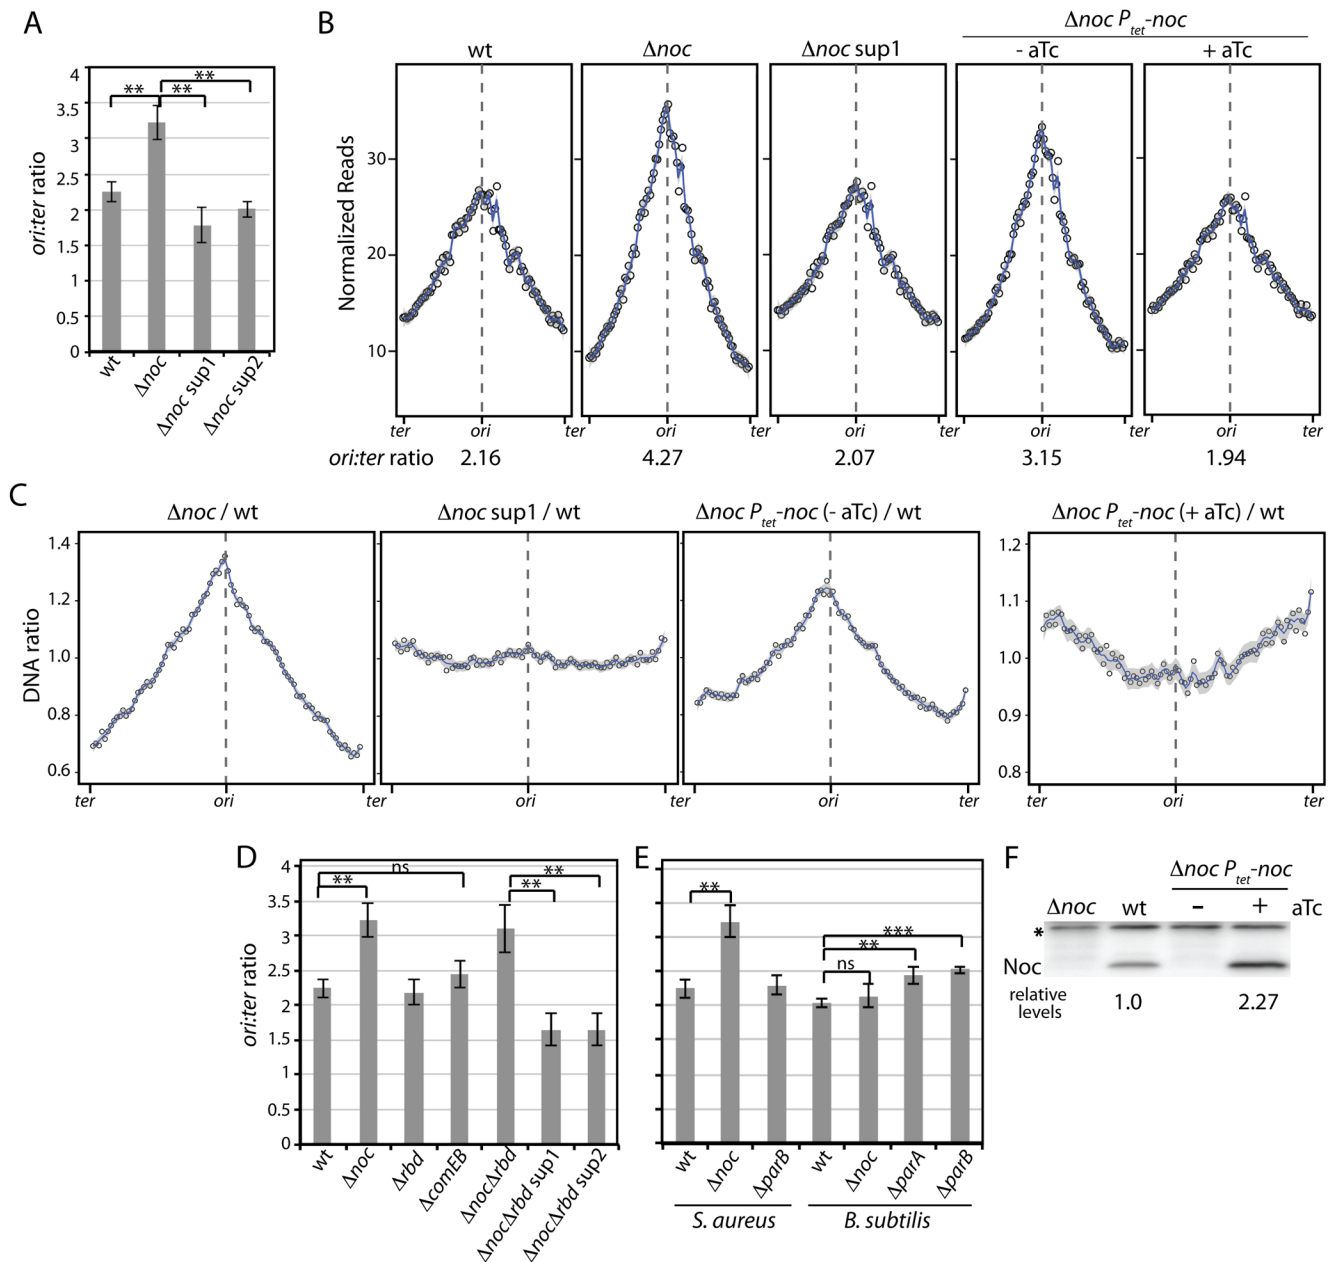 A
ori:ter ratio
4
3.5
3
2.5
2
1.5
1
0.5
0
** ** **
wt
Δnoc
Δnoc sup1
Δnoc sup2
B
Δnoc Ptet-noc
wt Δnoc Δnoc sup1 - aTc + aTc
Normalized Reads
30
20
10
ter ori ter ori ter ori ter ori ter ori ter
ori:ter ratio 2.16 4.27 2.07 3.15 1.94
C
Δnoc / wt Δnoc sup1 / wt Δnoc Ptet-noc (- aTc) / wt Δnoc Ptet-noc (+ aTc) / wt
DNA ratio
1.4
1.2
1.0
0.8
0.6
1.2
1.1
1.0
0.9
0.8
ter ori ter ori ter ori ter ter ori ter
D
ori:ter ratio
4
3.5
3
2.5
2
1.5
1
0.5
0
ns
** ** **
wt
Δnoc
Δrbd
ΔcomEB
ΔnocΔrbd
ΔnocΔrbd sup1
ΔnocΔrbd sup2
E
**
ns
**
***
wt
Δnoc
ΔparB
wt
Δnoc
ΔparA
ΔparB
S. aureus B. subtilis
F
Δnoc Ptet-noc
Δnoc wt – + aTc
*
Noc
relative
levels
1.0 2.27